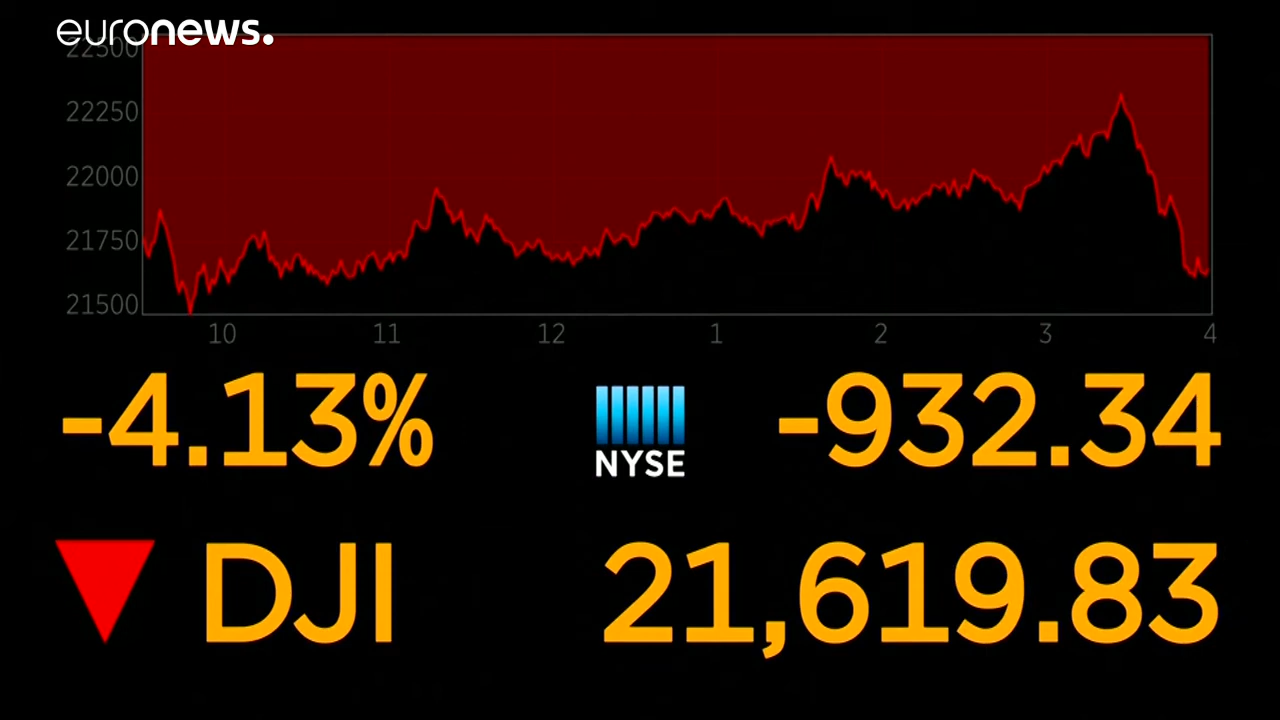 euronews.
22500
22250
22000
21750
21500
10 11 12 1 2 3 4
-4.13% NYSE -932.34
DJI 21,619.83